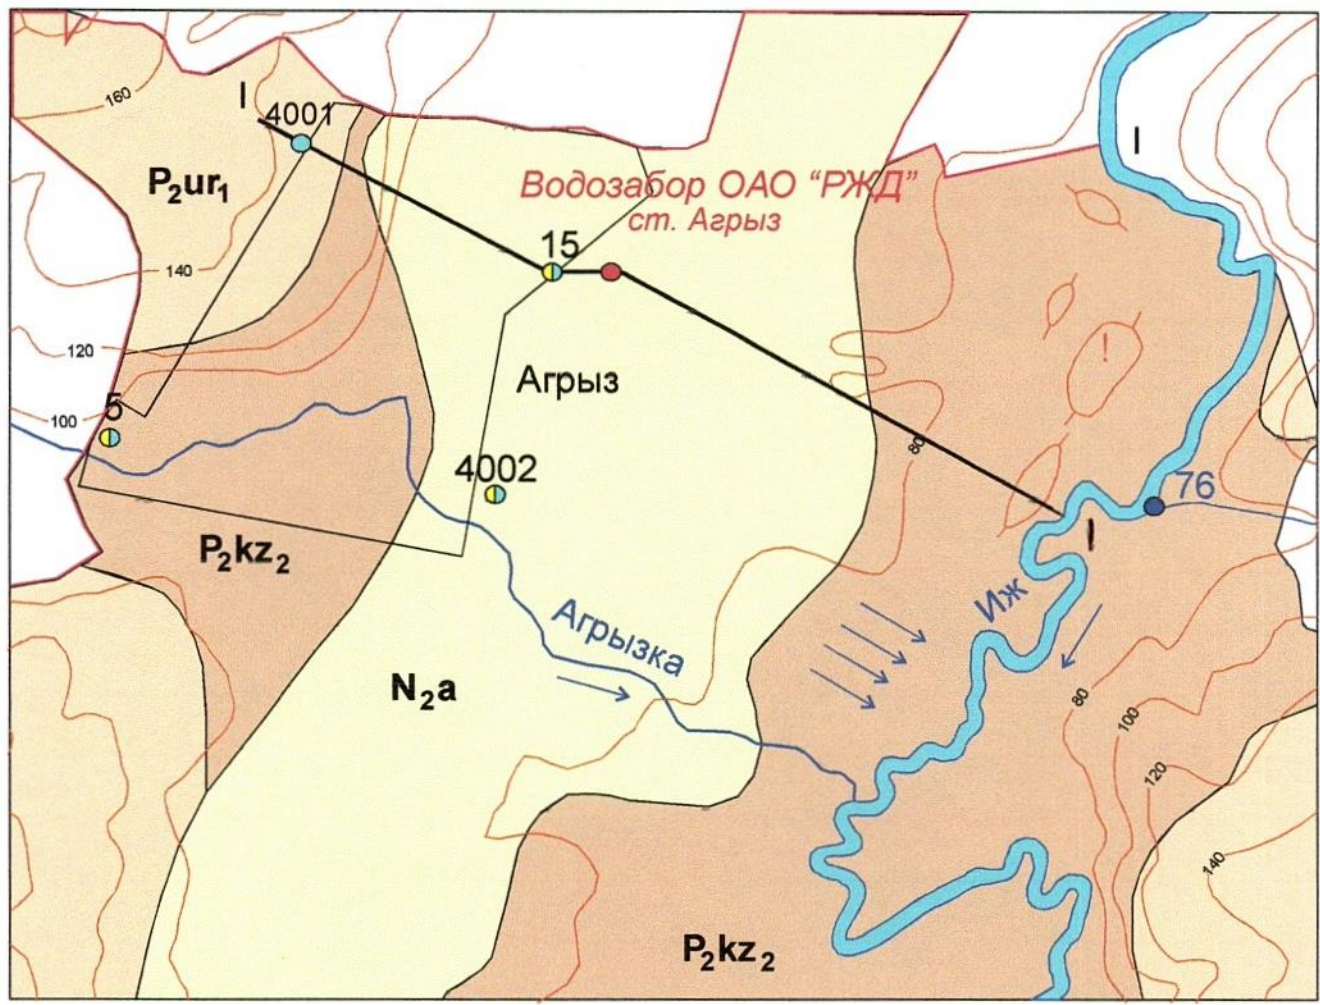 160
I
4001
I
P₂ur₁
Водозабор ОАО “РЖД”
ст. Агрыз
15
140
120
!
Агрыз
100
5
80
4002
76
I
P₂kz₂
Иж
Агрызка
N₂a
80
100
120
140
P₂kz₂